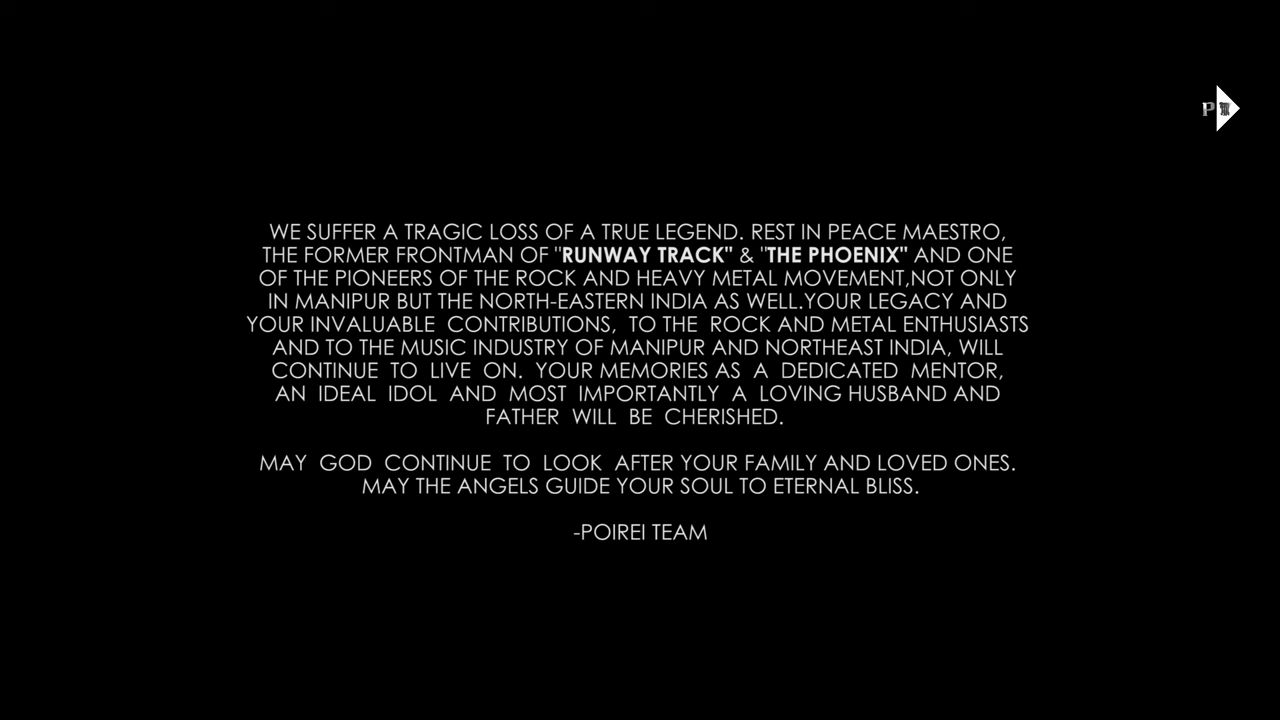 WE SUFFER A TRAGIC LOSS OF A TRUE LEGEND. REST IN PEACE MAESTRO,
THE FORMER FRONTMAN OF "RUNWAY TRACK" & "THE PHOENIX" AND ONE
OF THE PIONEERS OF THE ROCK AND HEAVY METAL MOVEMENT,NOT ONLY
IN MANIPUR BUT THE NORTH-EASTERN INDIA AS WELL.YOUR LEGACY AND
YOUR INVALUABLE CONTRIBUTIONS, TO THE ROCK AND METAL ENTHUSIASTS
AND TO THE MUSIC INDUSTRY OF MANIPUR AND NORTHEAST INDIA, WILL
CONTINUE TO LIVE ON. YOUR MEMORIES AS A DEDICATED MENTOR,
AN IDEAL IDOL AND MOST IMPORTANTLY A LOVING HUSBAND AND
FATHER WILL BE CHERISHED.
MAY GOD CONTINUE TO LOOK AFTER YOUR FAMILY AND LOVED ONES.
MAY THE ANGELS GUIDE YOUR SOUL TO ETERNAL BLISS.
-POIREI TEAM